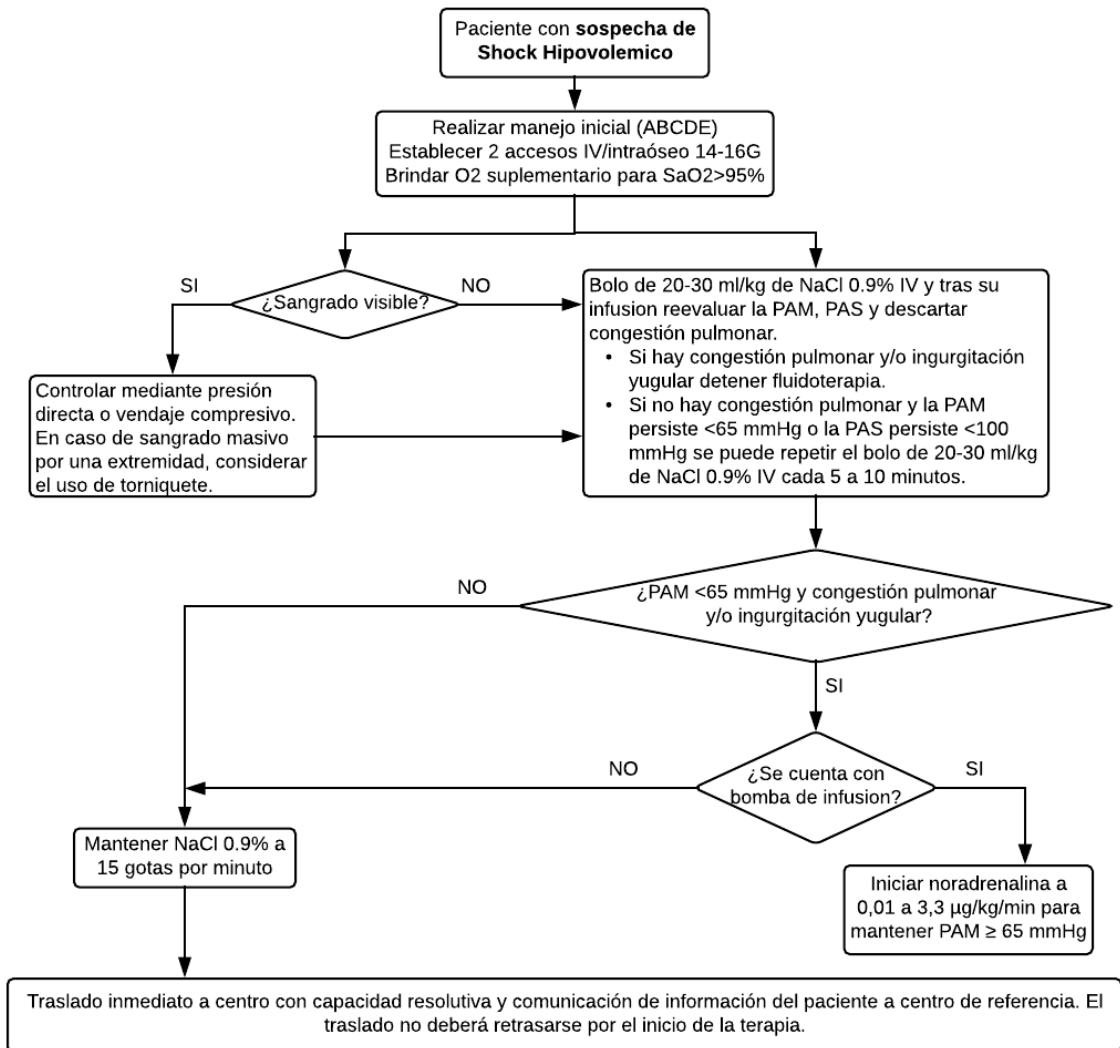 Paciente con sospecha de
Shock Hipovolemico
Realizar manejo inicial (ABCDE)
Establecer 2 accesos IV/intraóseo 14-16G
Brindar O2 suplementario para SaO2>95%
SI
¿Sangrado visible?
NO
Bolo de 20-30 ml/kg de NaCl 0.9% IV y tras su
infusion reevaluar la PAM, PAS y descartar
congestión pulmonar.
• Si hay congestión pulmonar y/o ingurgitación
yugular detener fluidoterapia.
• Si no hay congestión pulmonar y la PAM
persiste <65 mmHg o la PAS persiste <100
mmHg se puede repetir el bolo de 20-30 ml/kg
de NaCl 0.9% IV cada 5 a 10 minutos.
Controlar mediante presión
directa o vendaje compresivo.
En caso de sangrado masivo
por una extremidad, considerar
el uso de torniquete.
NO
¿PAM <65 mmHg y congestión pulmonar
y/o ingurgitación yugular?
SI
NO
¿Se cuenta con
bomba de infusion?
SI
Mantener NaCl 0.9% a
15 gotas por minuto
Iniciar noradrenalina a
0,01 a 3,3 µg/kg/min para
mantener PAM ≥ 65 mmHg
Traslado inmediato a centro con capacidad resolutiva y comunicación de información del paciente a centro de referencia. El
traslado no deberá retrasarse por el inicio de la terapia.